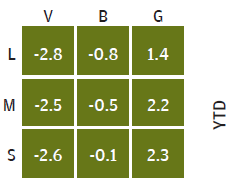 V B G
L -2.8 -0.8 1.4
M -2.5 -0.5 2.2
S -2.6 -0.1 2.3
YTD